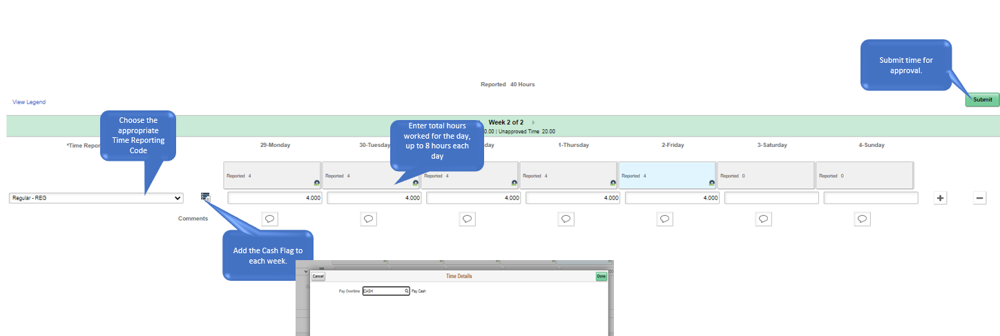 Submit time for
approval.
Reported 40 Hours
Submit
View Legend
Choose the
appropriate
Time Reporting
Code
Enter total hours
worked for the day,
up to 8 hours each
day
Week 2 of 2
0.00 | Unapproved Time 20.00
*Time Repor
29-Monday
30-Tuesday
day
1-Thursday
2-Friday
3-Saturday
4-Sunday
Reported 4
Reported 4
Reported 4
Reported 4
Reported 4
Reported 0
Reported 0
Regular - REG
4.000
4.000
4.000
4.000
4.000
Comments
Add the Cash Flag to
each week.
Cancel
Time Details
Done
Pay Overtime CASH Pay Cash